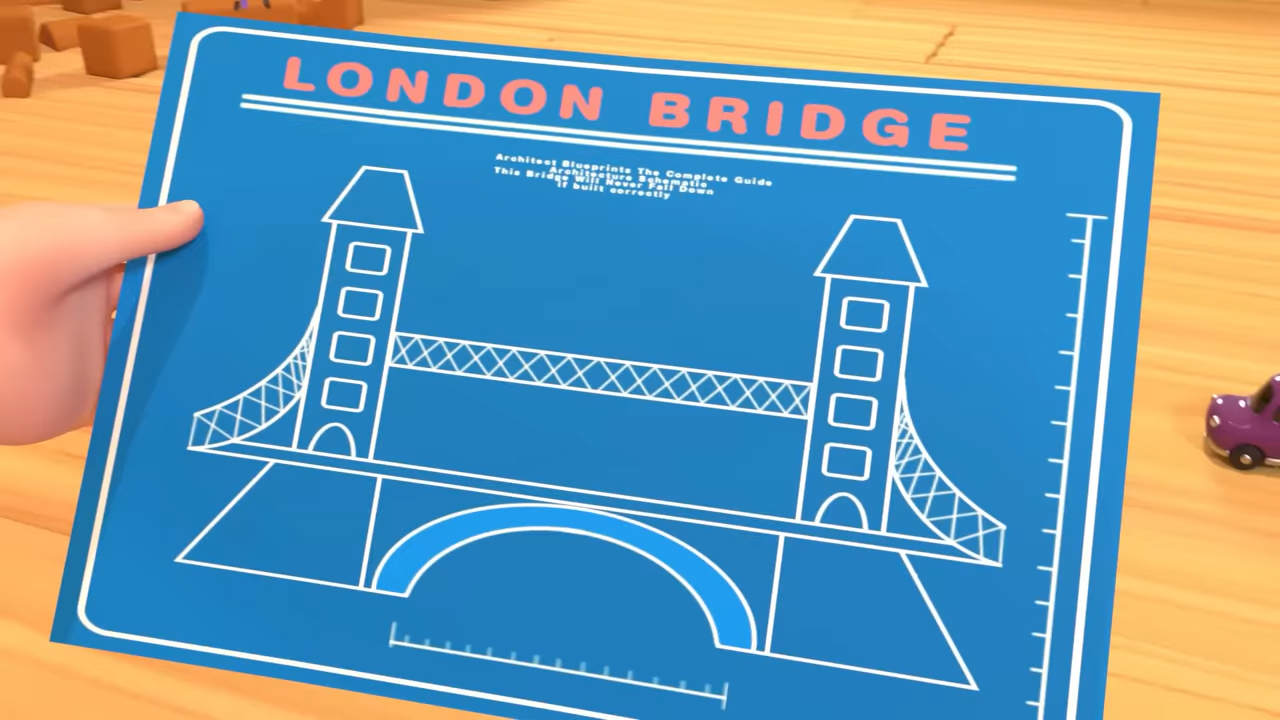 LONDON BRIDGE
Architect Blueprints The Complete Guide
Architecture Schematic
This Bridge Will Never Fall Down
if built correctly